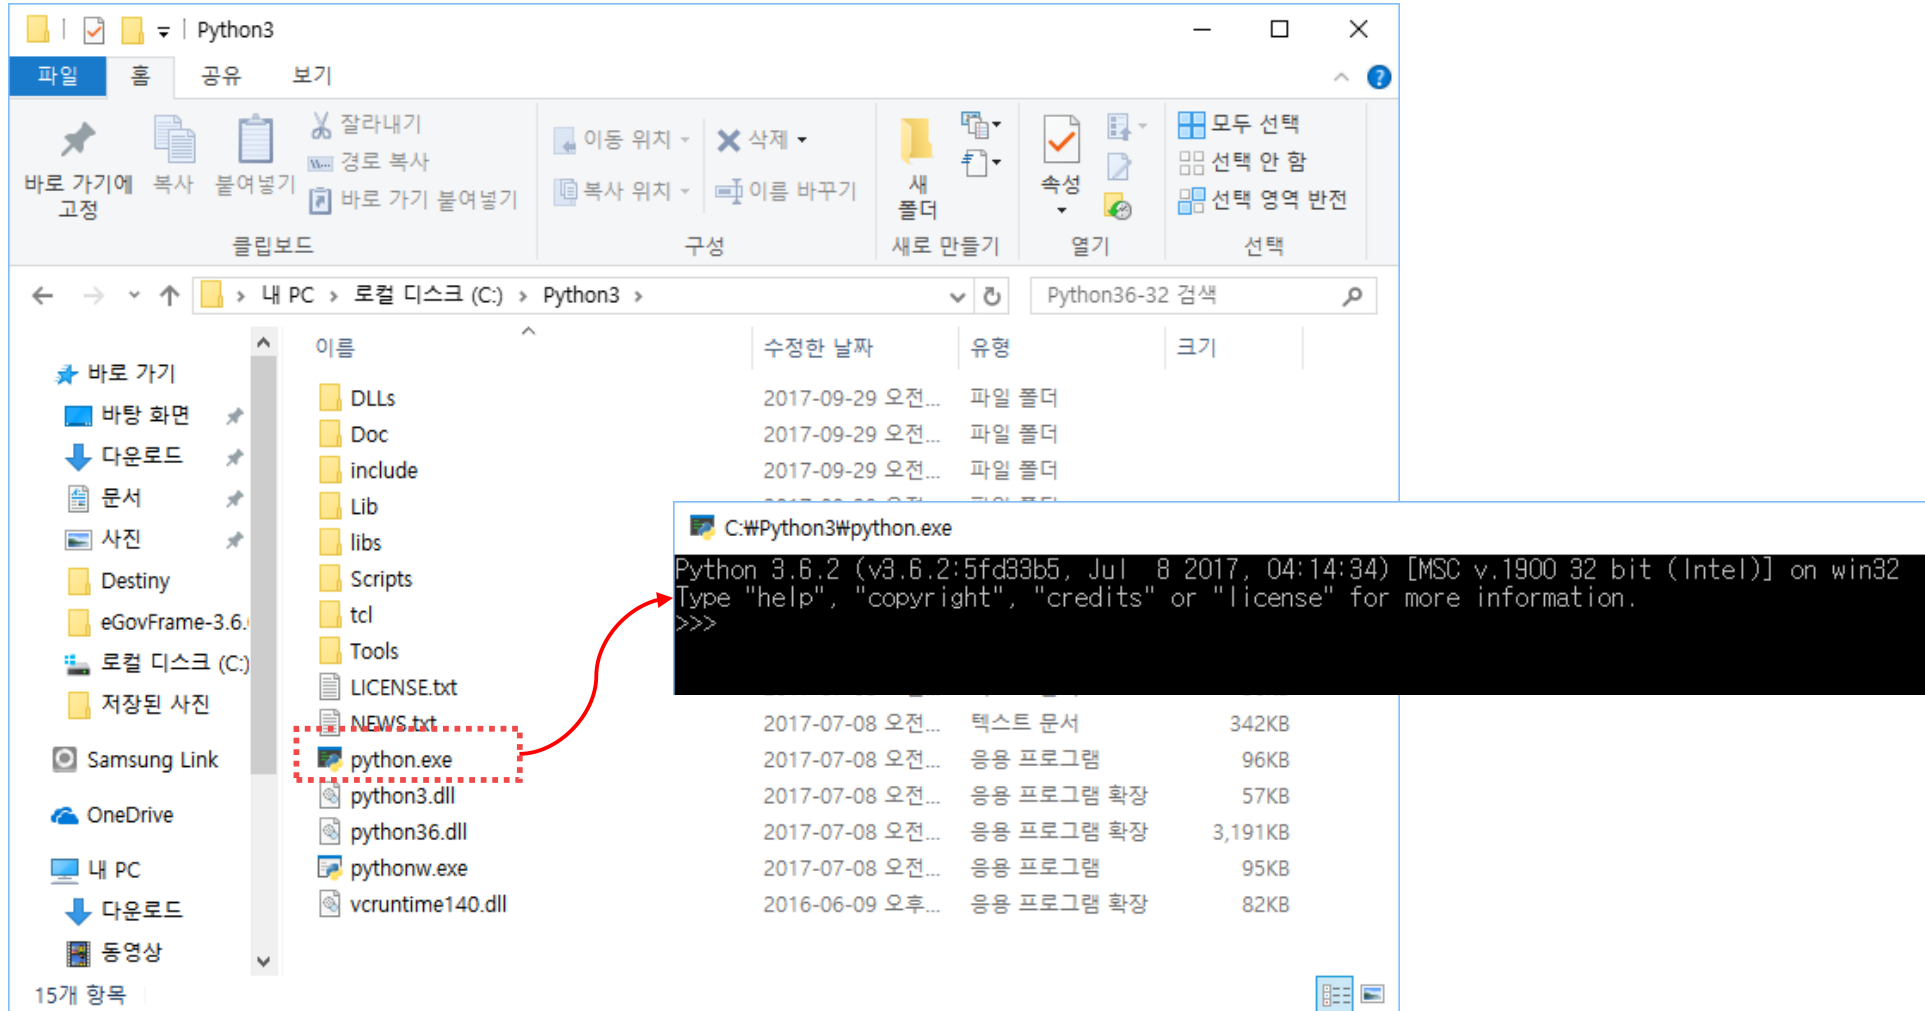 Python3
파일 홈 공유 보기
바로 가기에 고정
복사
붙여넣기
잘라내기
경로 복사
바로 가기 붙여넣기
클립보드
이동 위치
복사 위치
삭제
이름 바꾸기
구성
새 폴더
새로 만들기
속성
열기
모두 선택
선택 안 함
선택 영역 반전
선택
내 PC > 로컬 디스크 (C:) > Python3 >
Python36-32 검색
바로 가기
바탕 화면
다운로드
문서
사진
Destiny
eGovFrame-3.6.
로컬 디스크 (C:)
저장된 사진
Samsung Link
OneDrive
내 PC
다운로드
동영상
이름 수정한 날짜 유형 크기
DLLs 2017-09-29 오전... 파일 폴더
Doc 2017-09-29 오전... 파일 폴더
include 2017-09-29 오전... 파일 폴더
Lib
libs
Scripts
tcl
Tools
LICENSE.txt
NEWS.txt 2017-07-08 오전... 텍스트 문서 342KB
python.exe 2017-07-08 오전... 응용 프로그램 96KB
python3.dll 2017-07-08 오전... 응용 프로그램 확장 57KB
python36.dll 2017-07-08 오전... 응용 프로그램 확장 3,191KB
pythonw.exe 2017-07-08 오전... 응용 프로그램 95KB
vcruntime140.dll 2016-06-09 오후... 응용 프로그램 확장 82KB
15개 항목
C:₩Python3₩python.exe
Python 3.6.2 (v3.6.2:5fd33b5, Jul  8 2017, 04:14:34) [MSC v.1900 32 bit (Intel)] on win32
Type "help", "copyright", "credits" or "license" for more information.
>>>